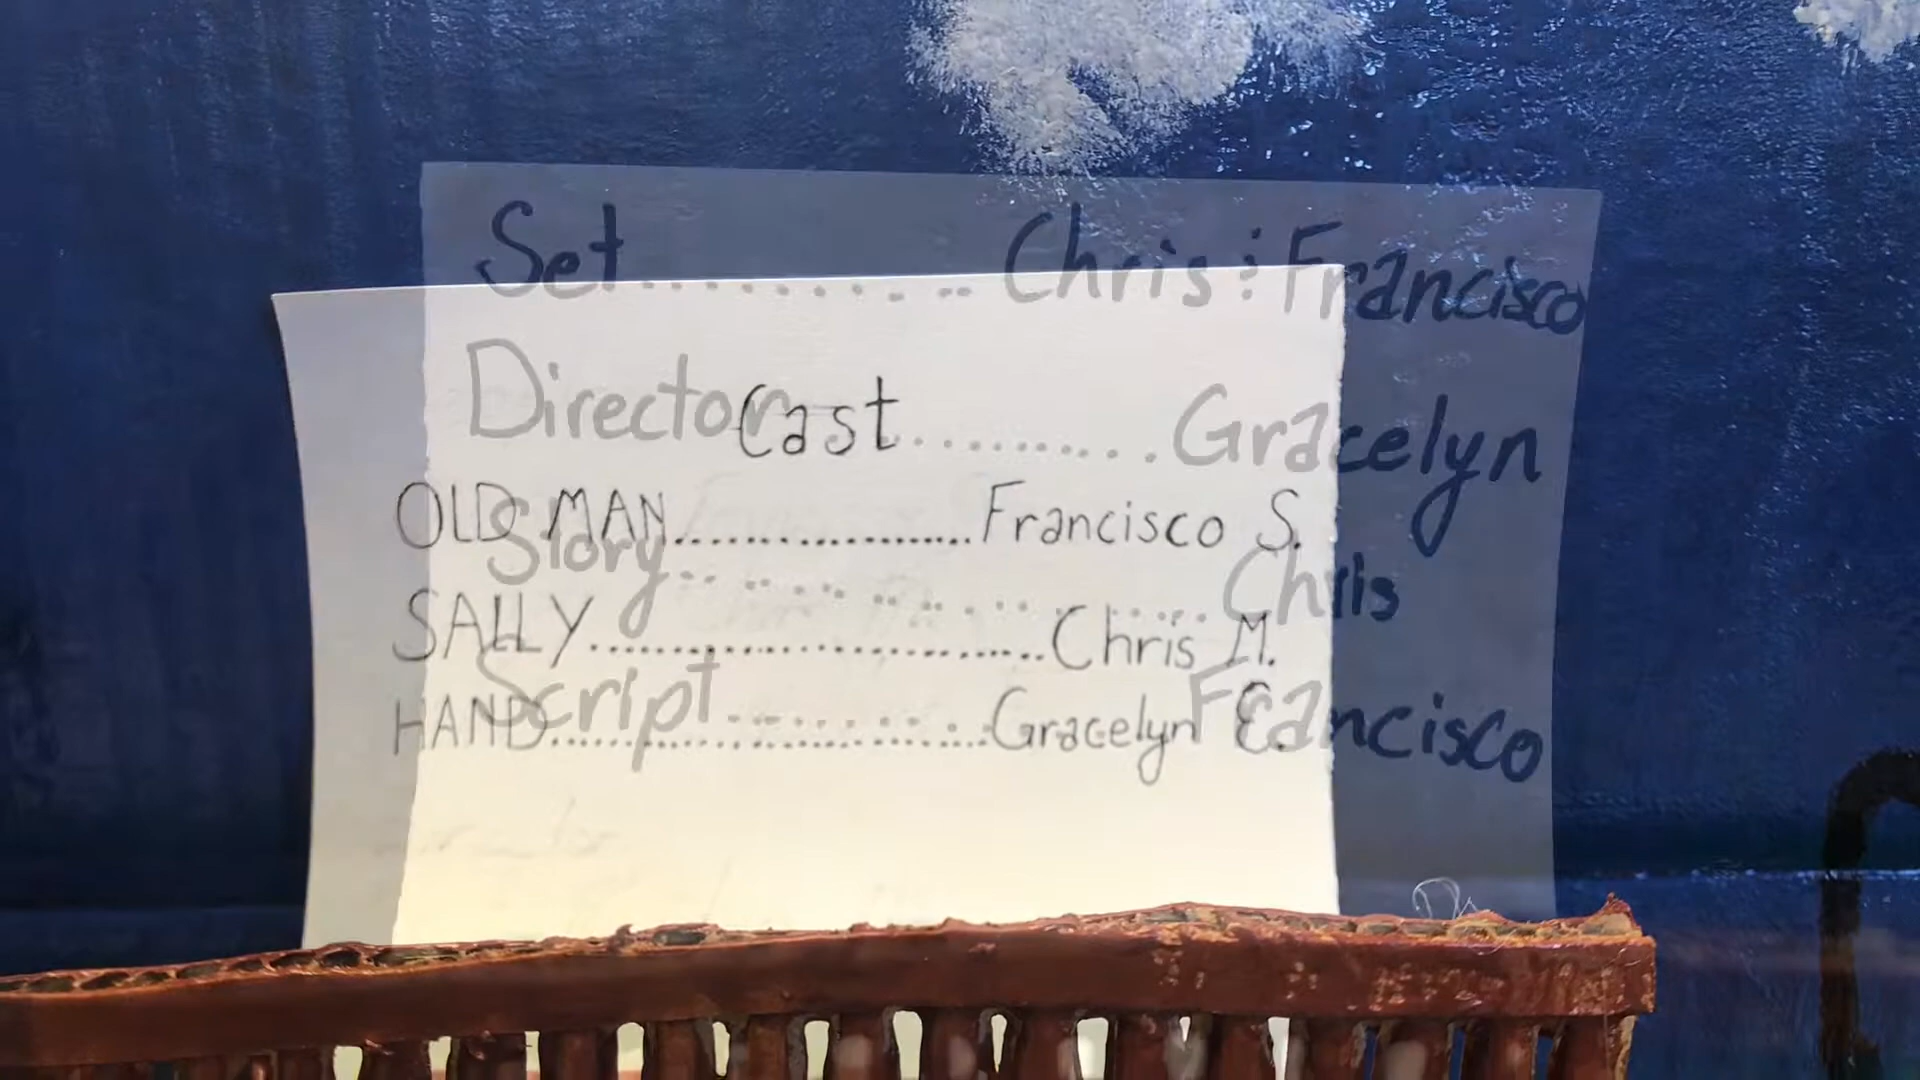 Set............Chris & Francisco
Director..........Gracelyn
Story..............Chris
Script.........Francisco
Cast
OLD MAN....................Francisco S.
SALLY..........................Chris M.
HAND.........................Gracelyn E.